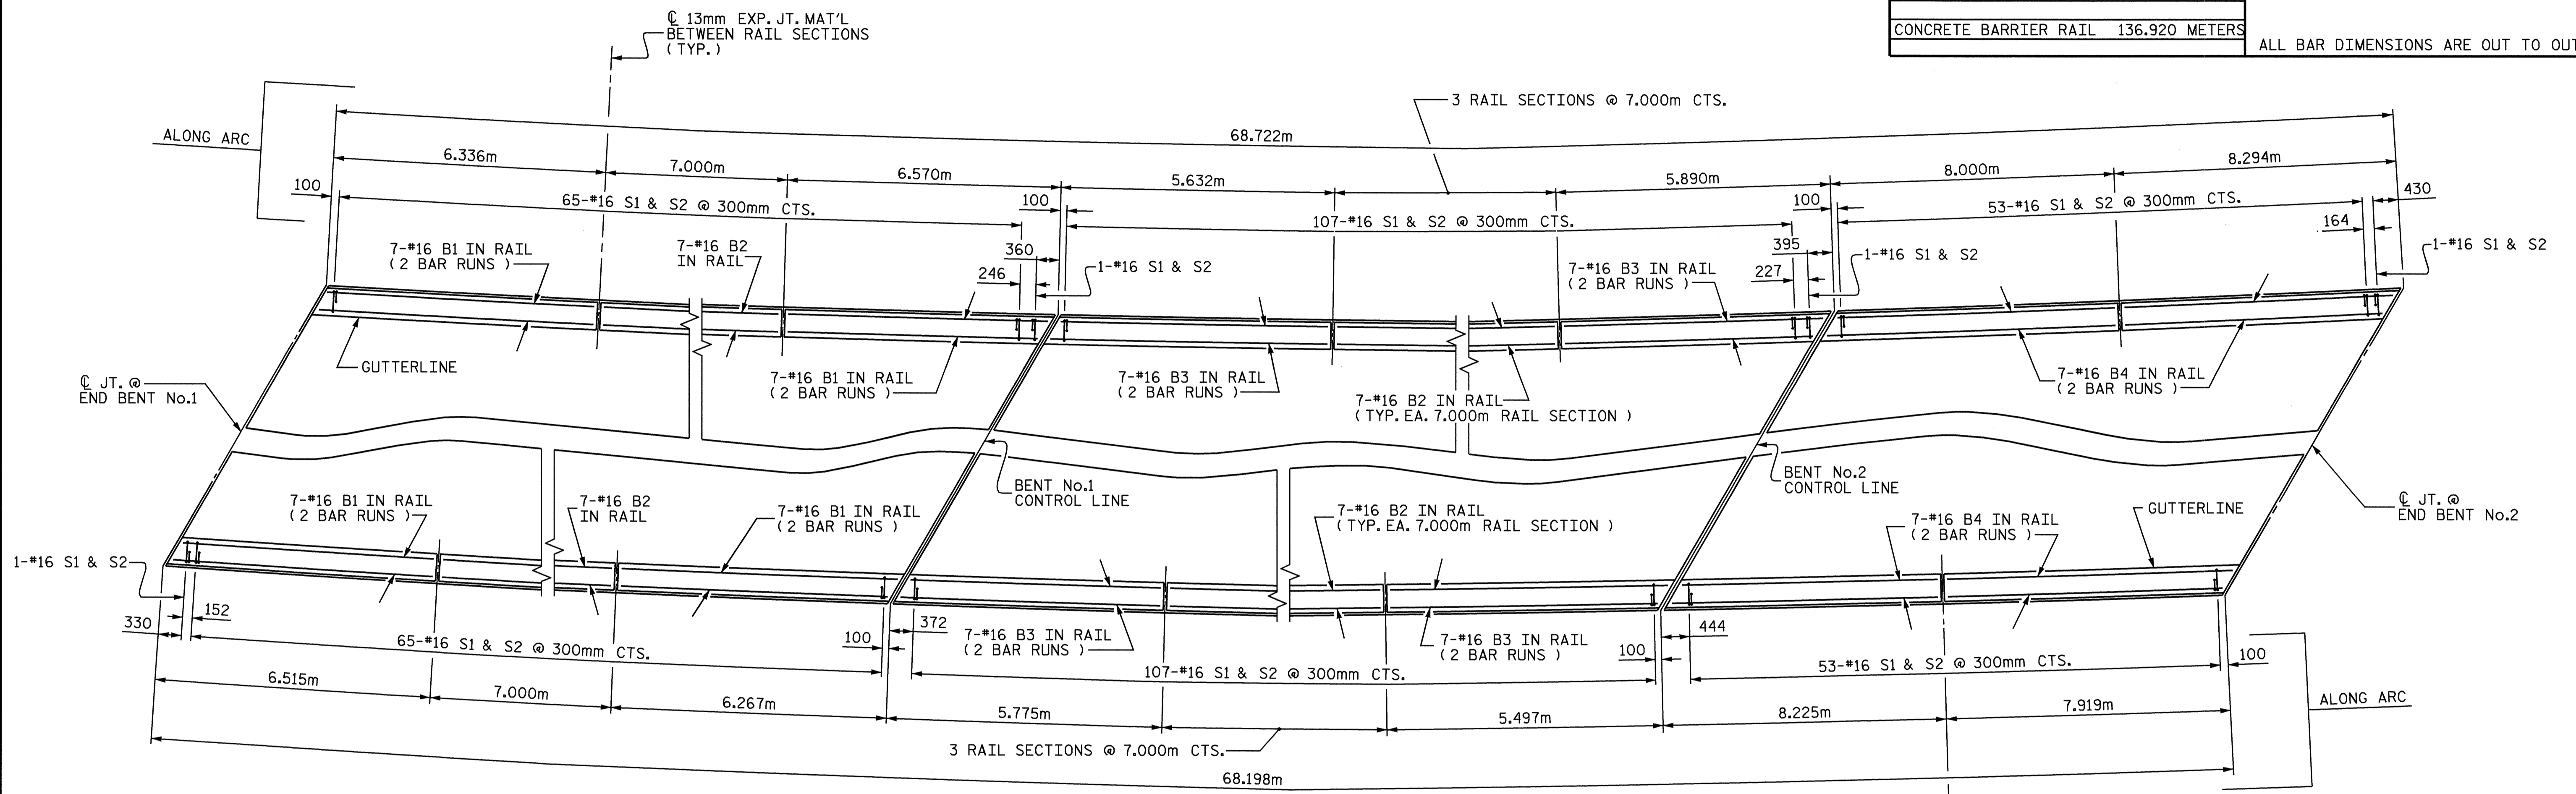 ℄ 13mm EXP. JT. MAT'L
BETWEEN RAIL SECTIONS
(TYP.)
CONCRETE BARRIER RAIL 136.920 METERS
ALL BAR DIMENSIONS ARE OUT TO OUT
3 RAIL SECTIONS @ 7.000m CTS.
ALONG ARC
68.722m
6.336m
7.000m
6.570m
5.632m
5.890m
8.000m
8.294m
100
65-#16 S1 & S2 @ 300mm CTS.
100
107-#16 S1 & S2 @ 300mm CTS.
100
53-#16 S1 & S2 @ 300mm CTS.
430
164
1-#16 S1 & S2
7-#16 B1 IN RAIL
(2 BAR RUNS)
7-#16 B2
IN RAIL
360
246
1-#16 S1 & S2
7-#16 B3 IN RAIL
(2 BAR RUNS)
395
227
1-#16 S1 & S2
GUTTERLINE
℄ JT. @
END BENT No.1
7-#16 B1 IN RAIL
(2 BAR RUNS)
7-#16 B3 IN RAIL
(2 BAR RUNS)
7-#16 B2 IN RAIL
(TYP. EA. 7.000m RAIL SECTION)
7-#16 B4 IN RAIL
(2 BAR RUNS)
BENT No.1
CONTROL LINE
BENT No.2
CONTROL LINE
℄ JT. @
END BENT No.2
7-#16 B1 IN RAIL
(2 BAR RUNS)
7-#16 B2
IN RAIL
7-#16 B1 IN RAIL
(2 BAR RUNS)
7-#16 B2 IN RAIL
(TYP. EA. 7.000m RAIL SECTION)
7-#16 B4 IN RAIL
(2 BAR RUNS)
GUTTERLINE
1-#16 S1 & S2
152
330
65-#16 S1 & S2 @ 300mm CTS.
100
372
7-#16 B3 IN RAIL
(2 BAR RUNS)
7-#16 B3 IN RAIL
(2 BAR RUNS)
107-#16 S1 & S2 @ 300mm CTS.
100
444
53-#16 S1 & S2 @ 300mm CTS.
100
6.515m
7.000m
6.267m
5.775m
5.497m
8.225m
7.919m
ALONG ARC
3 RAIL SECTIONS @ 7.000m CTS.
68.198m